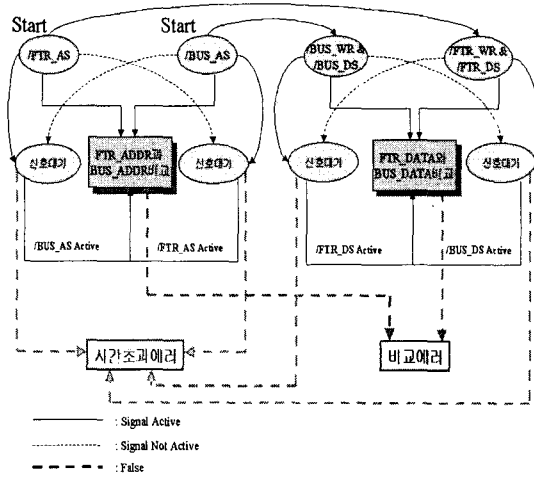 Start
Start
/FTR_AS
/BUS_AS
/BUS_WR &
/BUS_DS
/FTR_WR &
/FTR_DS
신호대기
FTR_ADDR과
BUS_ADDR비교
신호대기
신호대기
FTR_DATA와
BUS_DATA비교
신호대기
/BUS_AS Active
/FTR_AS Active
/FTR_DS Active
/BUS_DS Active
시간초과에러
비교에러
: Signal Active
: Signal Not Active
: False